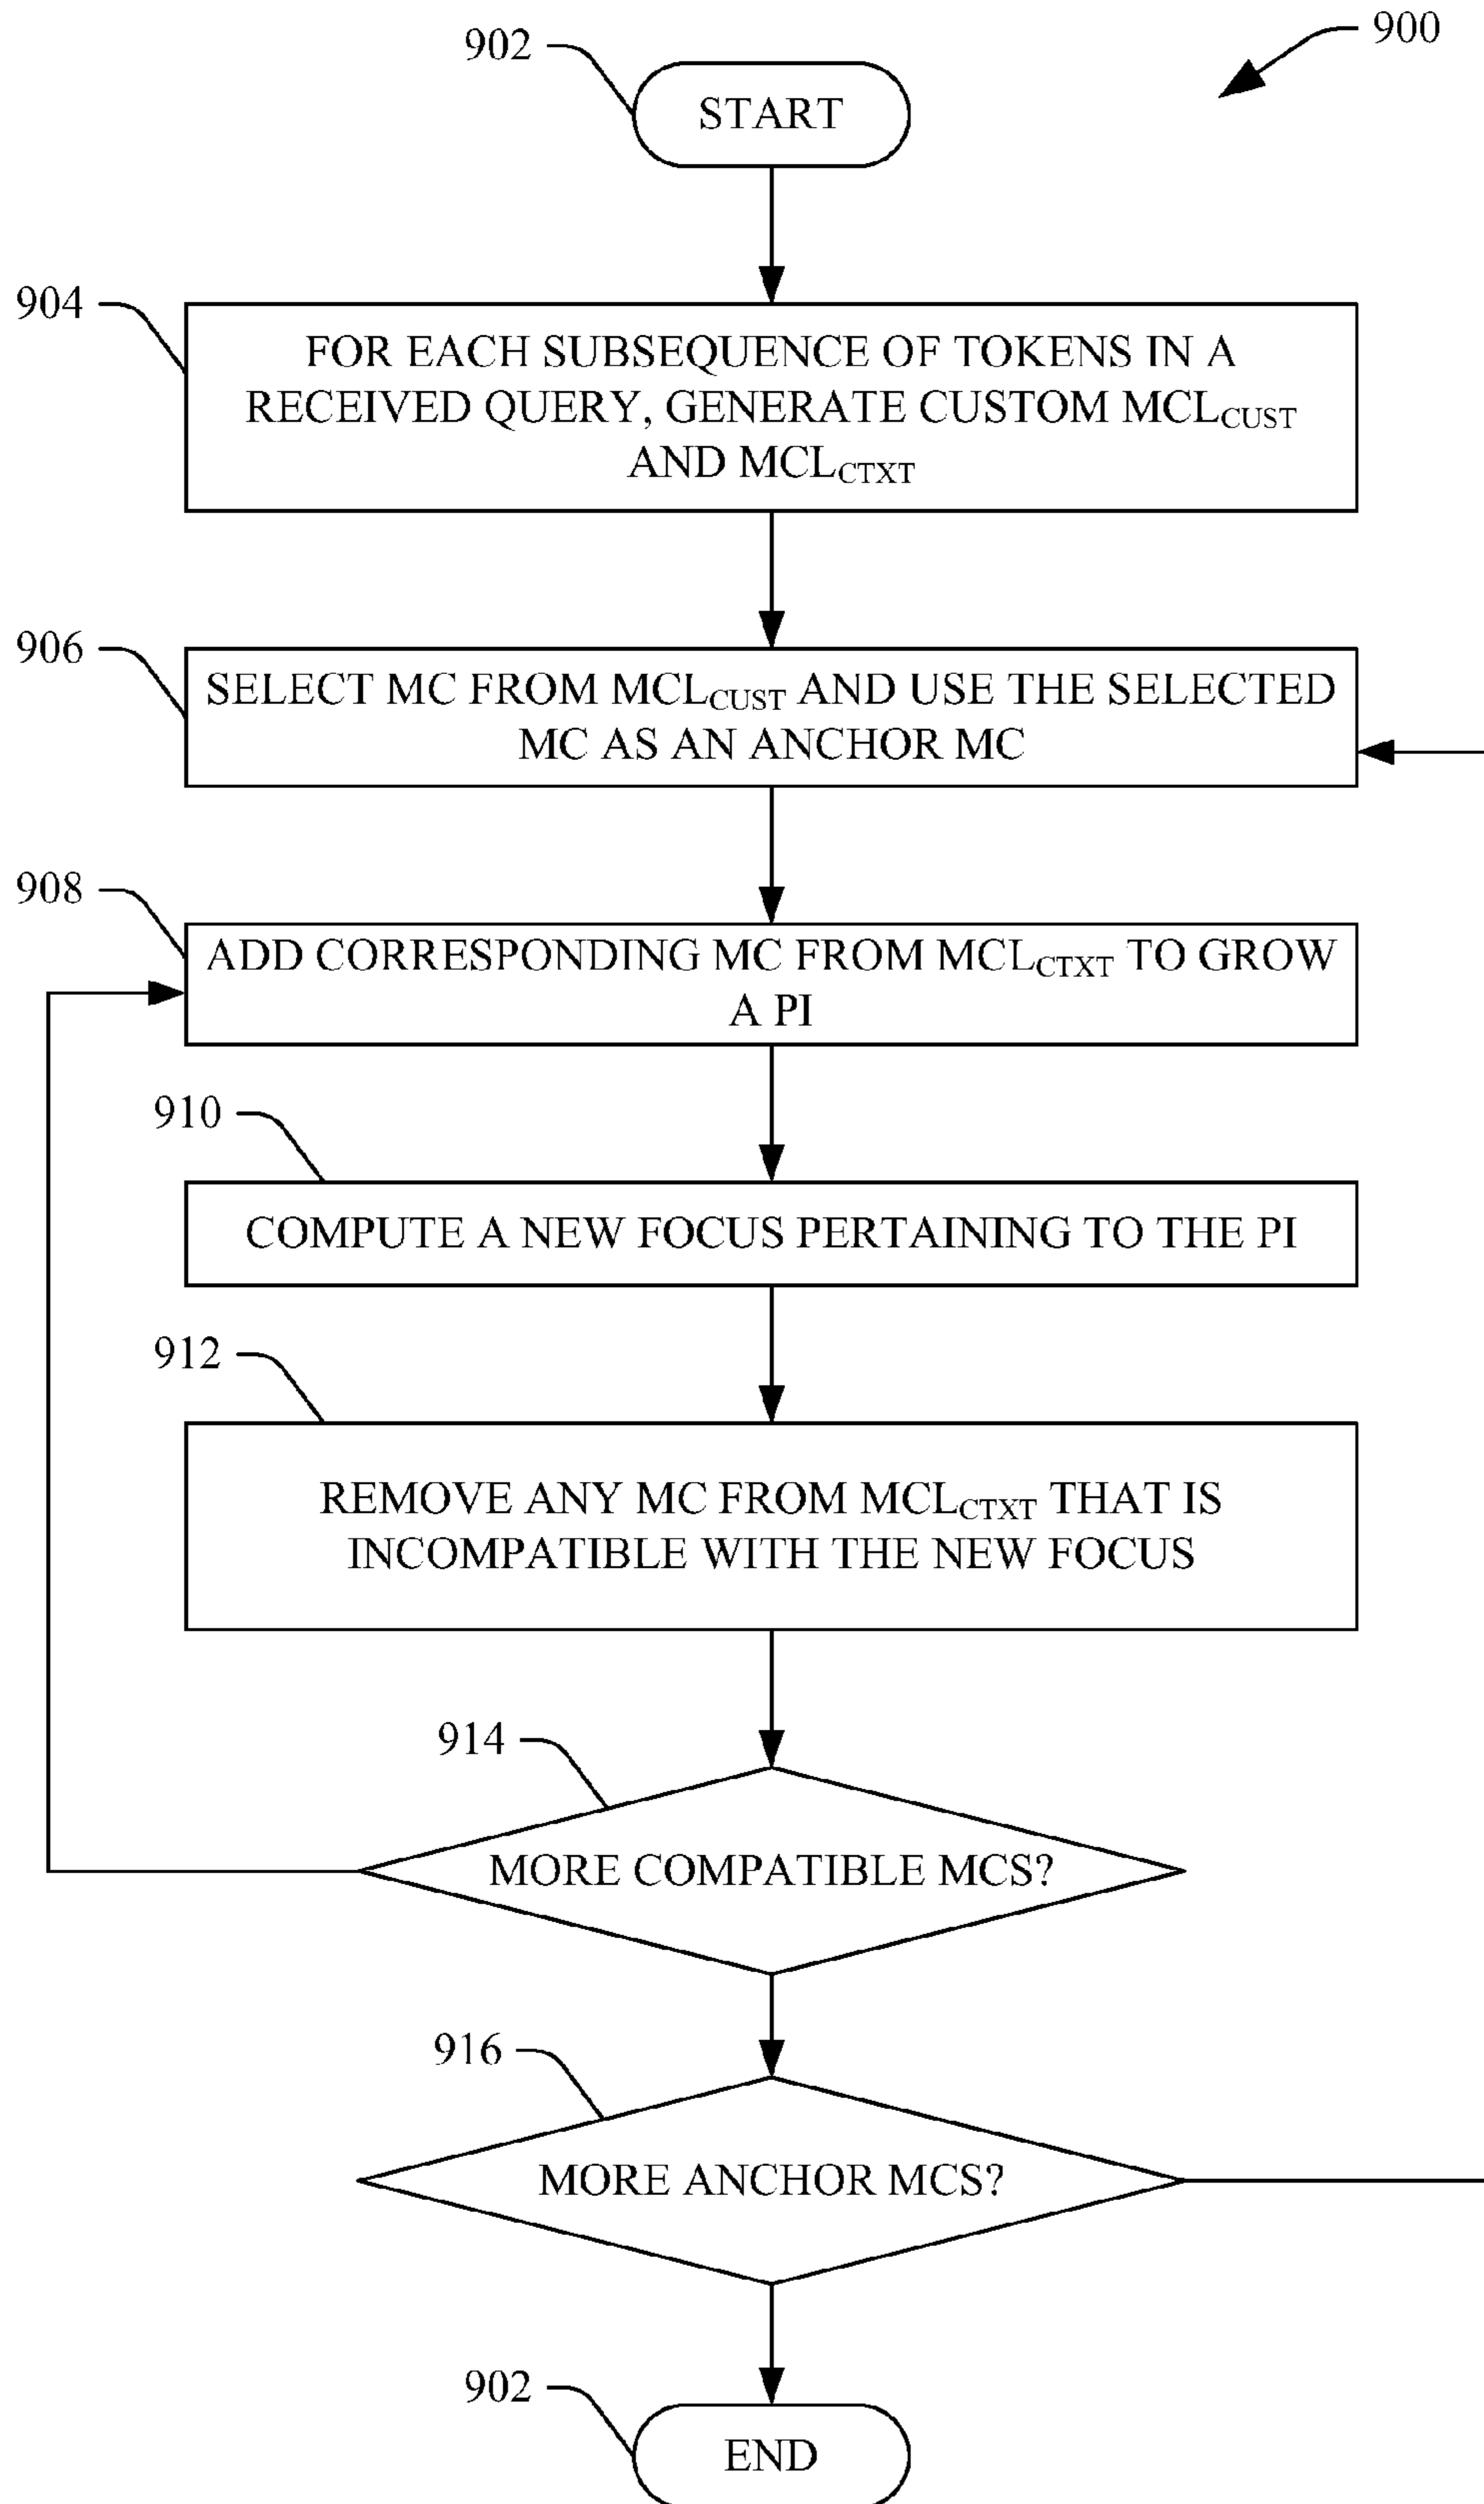 900
902
START
904
FOR EACH SUBSEQUENCE OF TOKENS IN A
RECEIVED QUERY, GENERATE CUSTOM MCLCUST
AND MCLCTXT
906
SELECT MC FROM MCLCUST AND USE THE SELECTED
MC AS AN ANCHOR MC
908
ADD CORRESPONDING MC FROM MCLCTXT TO GROW
A PI
910
COMPUTE A NEW FOCUS PERTAINING TO THE PI
912
REMOVE ANY MC FROM MCLCTXT THAT IS
INCOMPATIBLE WITH THE NEW FOCUS
914
MORE COMPATIBLE MCS?
916
MORE ANCHOR MCS?
902
END